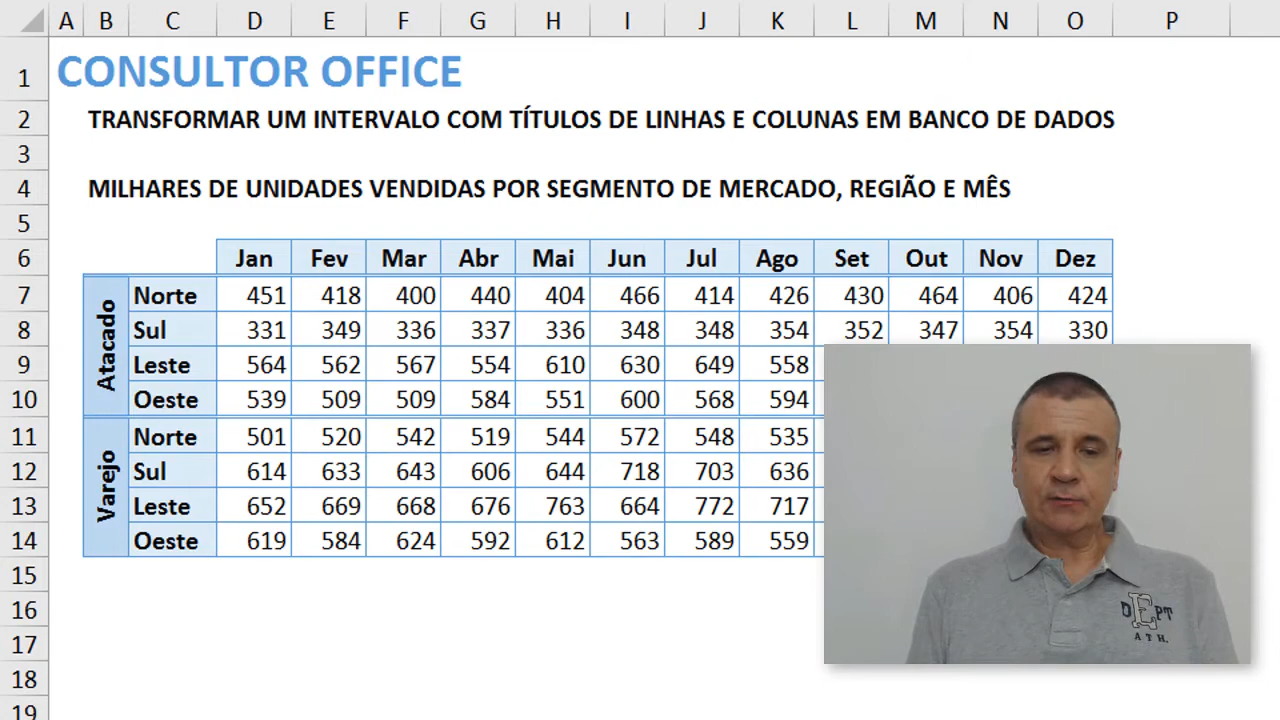 A B C D E F G H I J K L M N O P
1 CONSULTOR OFFICE
2 TRANSFORMAR UM INTERVALO COM TÍTULOS DE LINHAS E COLUNAS EM BANCO DE DADOS
3
4 MILHARES DE UNIDADES VENDIDAS POR SEGMENTO DE MERCADO, REGIÃO E MÊS
5
6 Jan Fev Mar Abr Mai Jun Jul Ago Set Out Nov Dez
Atacado
7 Norte 451 418 400 440 404 466 414 426 430 464 406 424
8 Sul 331 349 336 337 336 348 348 354 352 347 354 330
9 Leste 564 562 567 554 610 630 649 558
10 Oeste 539 509 509 584 551 600 568 594
Varejo
11 Norte 501 520 542 519 544 572 548 535
12 Sul 614 633 643 606 644 718 703 636
13 Leste 652 669 668 676 763 664 772 717
14 Oeste 619 584 624 592 612 563 589 559
15
16
17
18
19
DEPT
ATH.